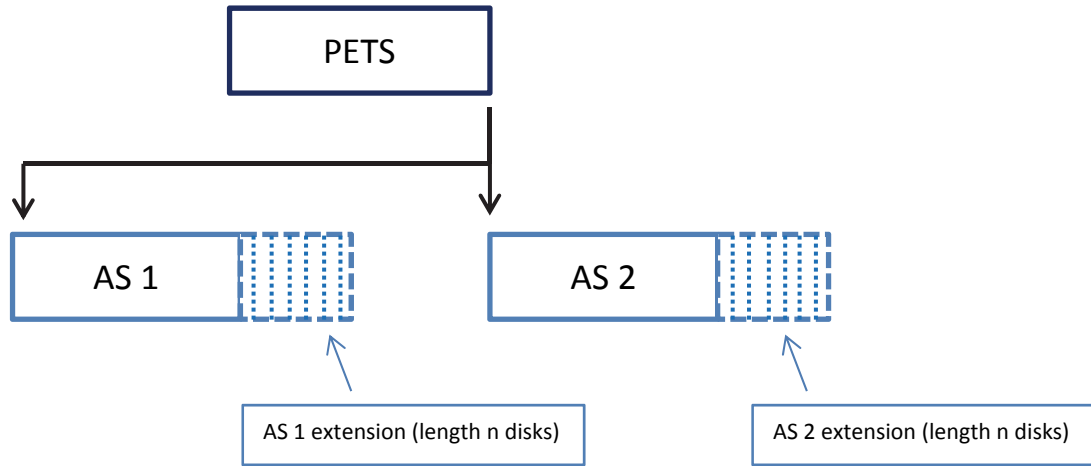 PETS
AS 1
AS 2
AS 1 extension (length n disks)
AS 2 extension (length n disks)